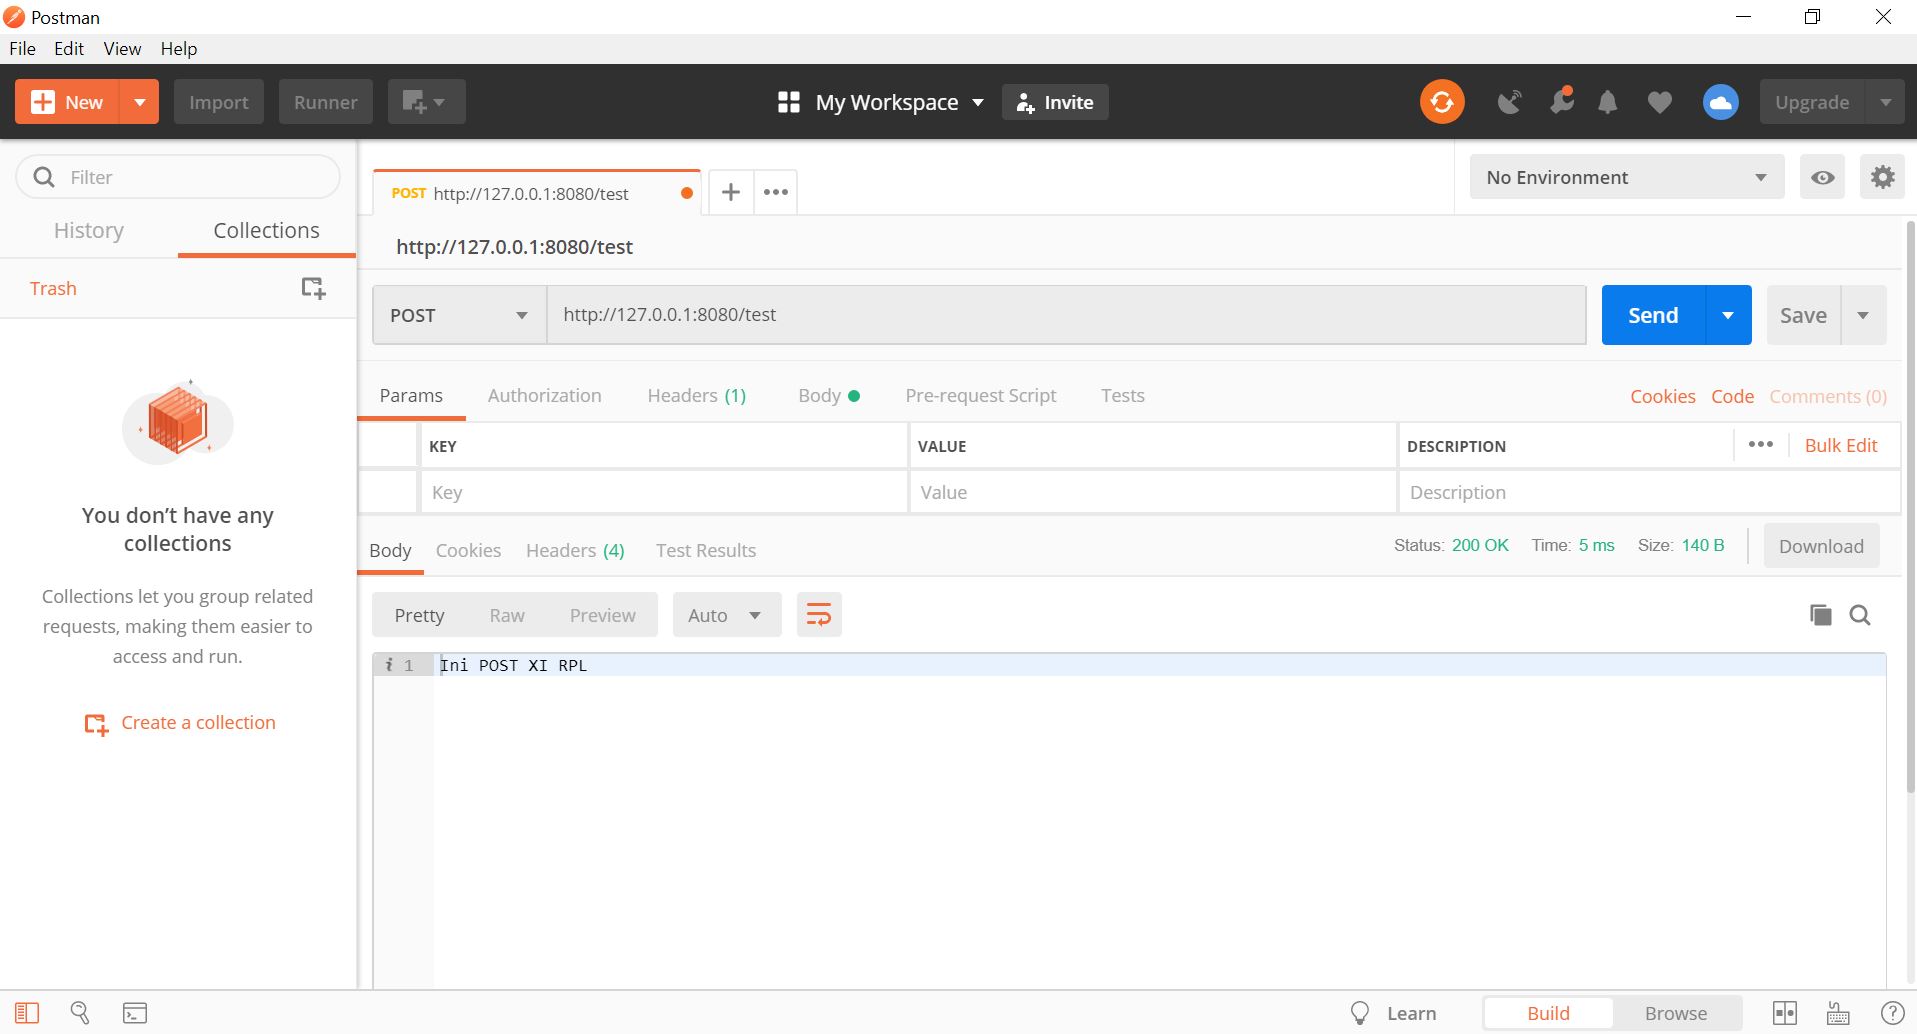 Postman
File Edit View Help
New Import Runner My Workspace Invite Upgrade
Filter
History Collections
Trash
You don’t have any
collections
Collections let you group related
requests, making them easier to
access and run.
Create a collection
POST http://127.0.0.1:8080/test
No Environment
http://127.0.0.1:8080/test
POST http://127.0.0.1:8080/test Send Save
Params Authorization Headers (1) Body Pre-request Script Tests Cookies Code Comments (0)
KEY VALUE DESCRIPTION Bulk Edit
Key Value Description
Body Cookies Headers (4) Test Results Status: 200 OK Time: 5 ms Size: 140 B Download
Pretty Raw Preview Auto
i 1 Ini POST XI RPL
Learn Build Browse